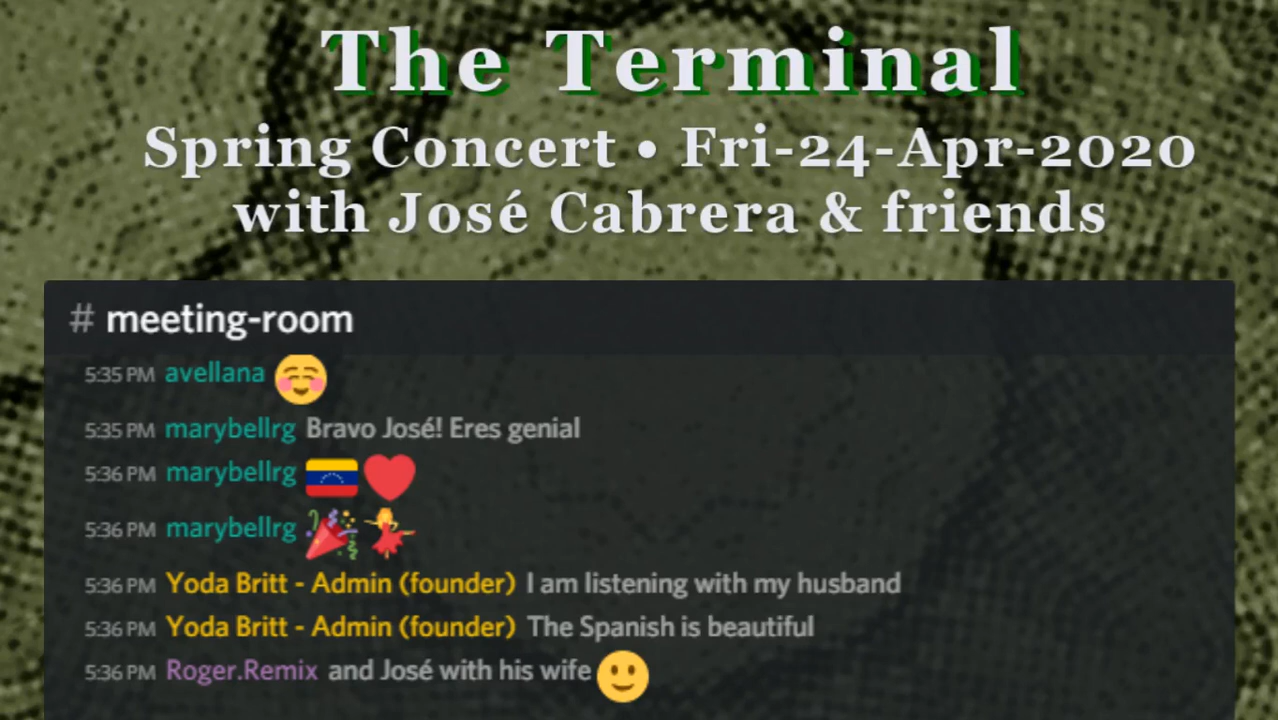 The Terminal
Spring Concert • Fri-24-Apr-2020
with José Cabrera & friends
# meeting-room
5:35 PM avellana ☺️
5:35 PM marybellrg Bravo José! Eres genial
5:36 PM marybellrg 🇻🇪❤️
5:36 PM marybellrg 🎉💃
5:36 PM Yoda Britt - Admin (founder) I am listening with my husband
5:36 PM Yoda Britt - Admin (founder) The Spanish is beautiful
5:36 PM Roger.Remix and José with his wife 🙂